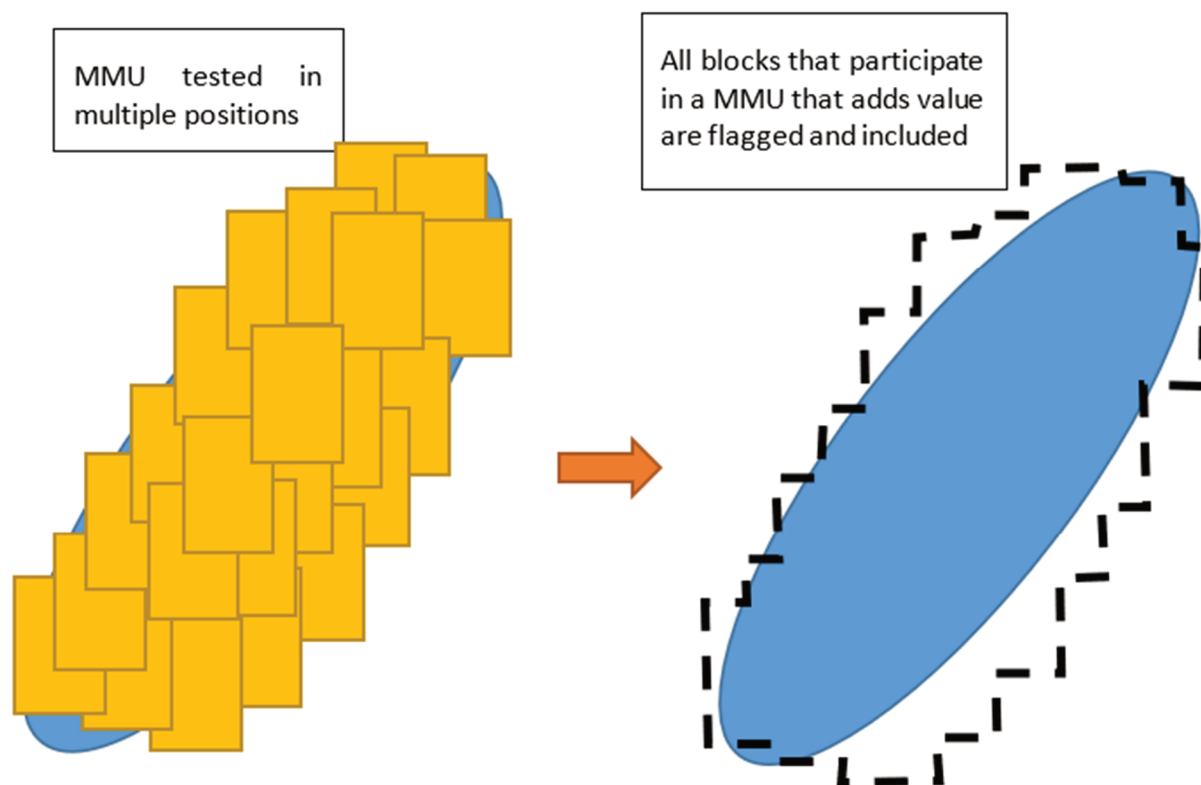 MMU tested in
multiple positions
All blocks that participate
in a MMU that adds value
are flagged and included